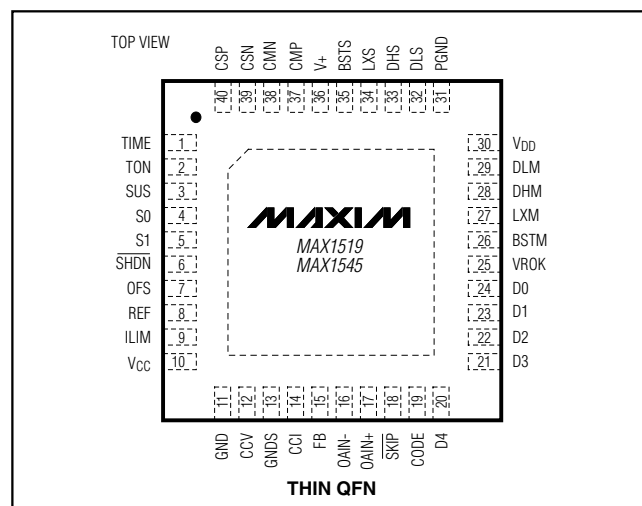 TOP VIEW
CSP CSN CMN CMP V+ BSTS LXS DHS DLS PGND
40 39 38 37 36 35 34 33 32 31
TIME 1
TON 2
SUS 3
S0 4
S1 5
SHDN 6
OFS 7
REF 8
ILIM 9
VCC 10
30 VDD
29 DLM
28 DHM
27 LXM
26 BSTM
25 VROK
24 D0
23 D1
22 D2
21 D3
MAXIM
MAX1519
MAX1545
11 12 13 14 15 16 17 18 19 20
GND CCV GNDS CCI FB OAIN- OAIN+ SKIP CODE D4
THIN QFN